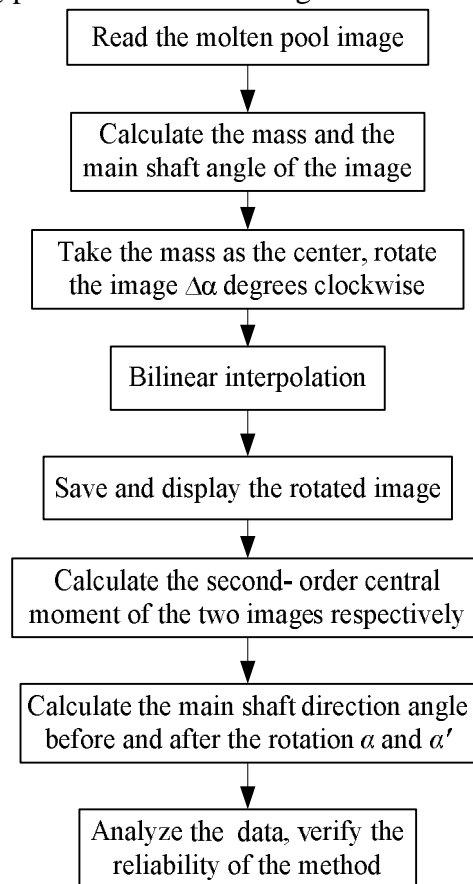 Read the molten pool image
Calculate the mass and the
main shaft angle of the image
Take the mass as the center, rotate
the image Δα degrees clockwise
Bilinear interpolation
Save and display the rotated image
Calculate the second- order central
moment of the two images respectively
Calculate the main shaft direction angle
before and after the rotation α and α′
Analyze the data, verify the
reliability of the method